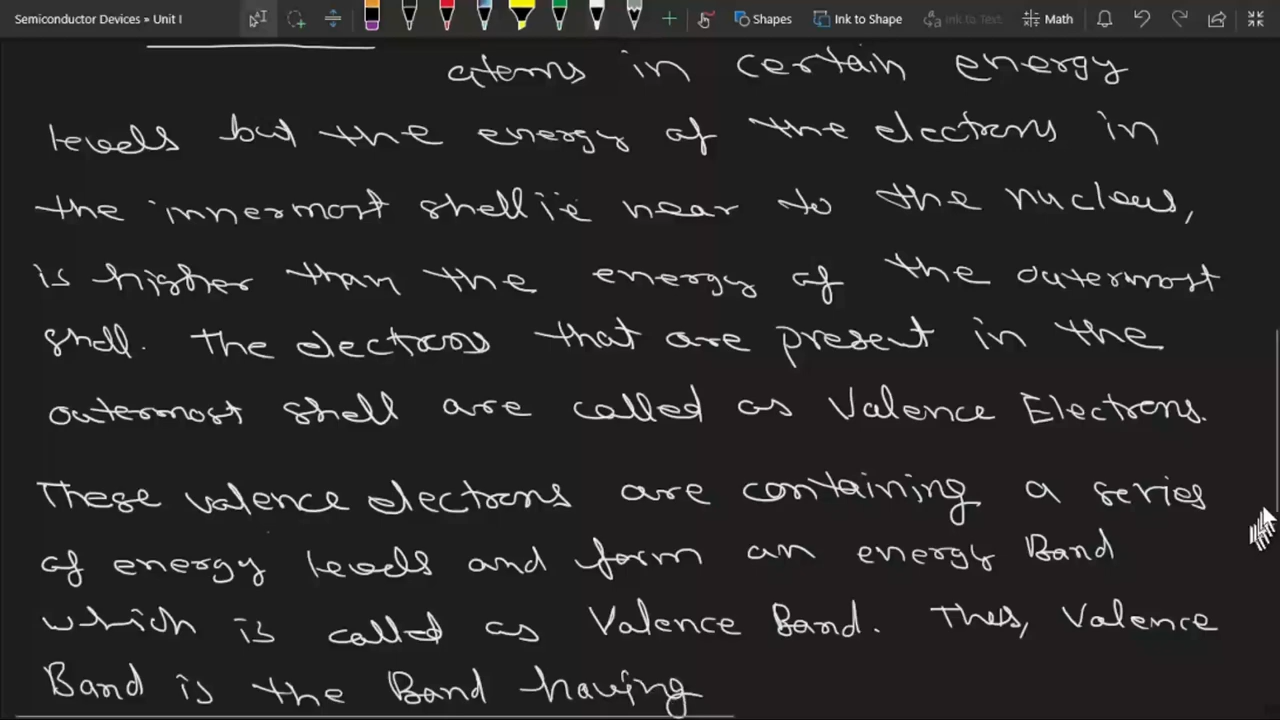 Semiconductor Devices » Unit I
Shapes Ink to Shape Ink to Text Math
atoms in certain energy
levels but the energy of the electrons in
the innermost shell i.e near to the nucleus,
is higher than the energy of the outermost
shell. The electrons that are present in the
outermost shell are called as Valence Electrons.
These valence electrons are containing a series
of energy levels and form an energy Band
which is called as Valence Band. Thus, Valence
Band is the Band having